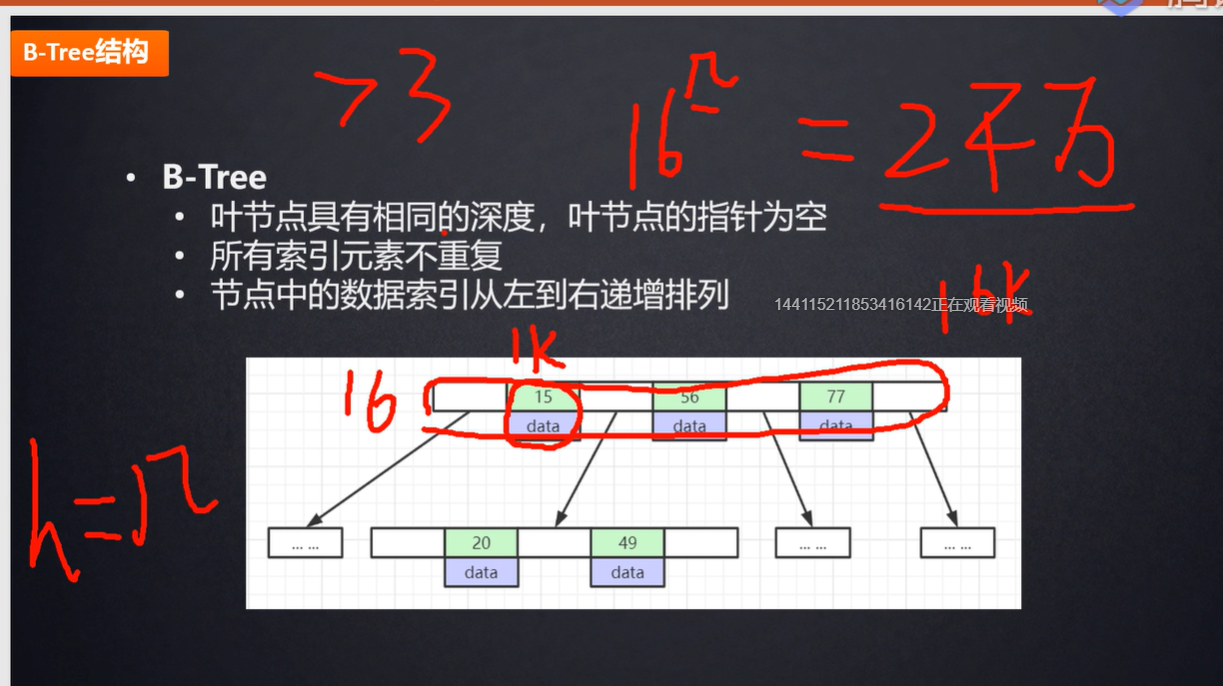 B-Tree结构
>3
16ⁿ = 2千万
• B-Tree
• 叶节点具有相同的深度，叶节点的指针为空
• 所有索引元素不重复
• 节点中的数据索引从左到右递增排列
144115211853416142正在观看视频
16K
1K
16
15 56 77
data data data
h=n
... ... 20 49 ... ... ... ...
data data